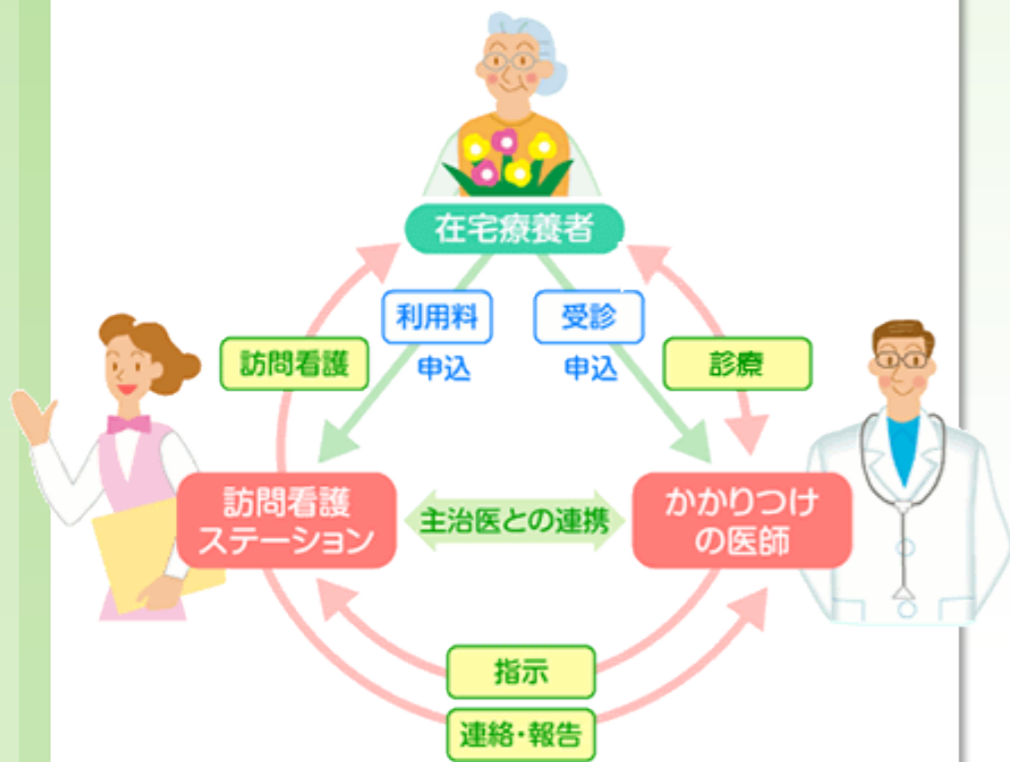 在宅療養者
利用料
受診
申込
申込
訪問看護
診療
訪問看護
ステーション
主治医との連携
かかりつけ
の医師
指示
連絡・報告